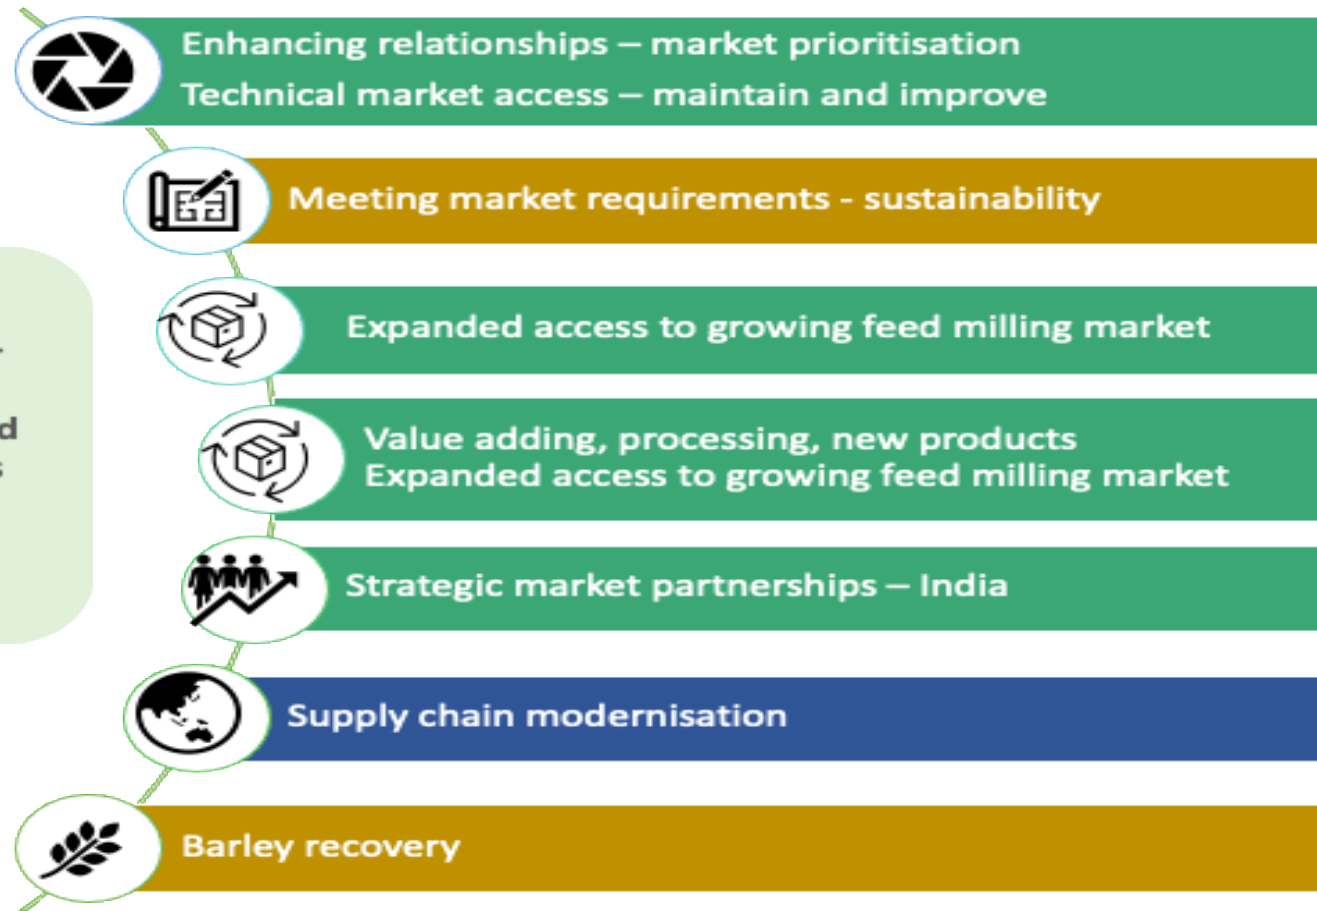 Enhancing relationships – market prioritisation
Technical market access – maintain and improve
Meeting market requirements - sustainability
Expanded access to growing feed milling market
Value adding, processing, new products
Expanded access to growing feed milling market
Strategic market partnerships – India
Supply chain modernisation
Barley recovery